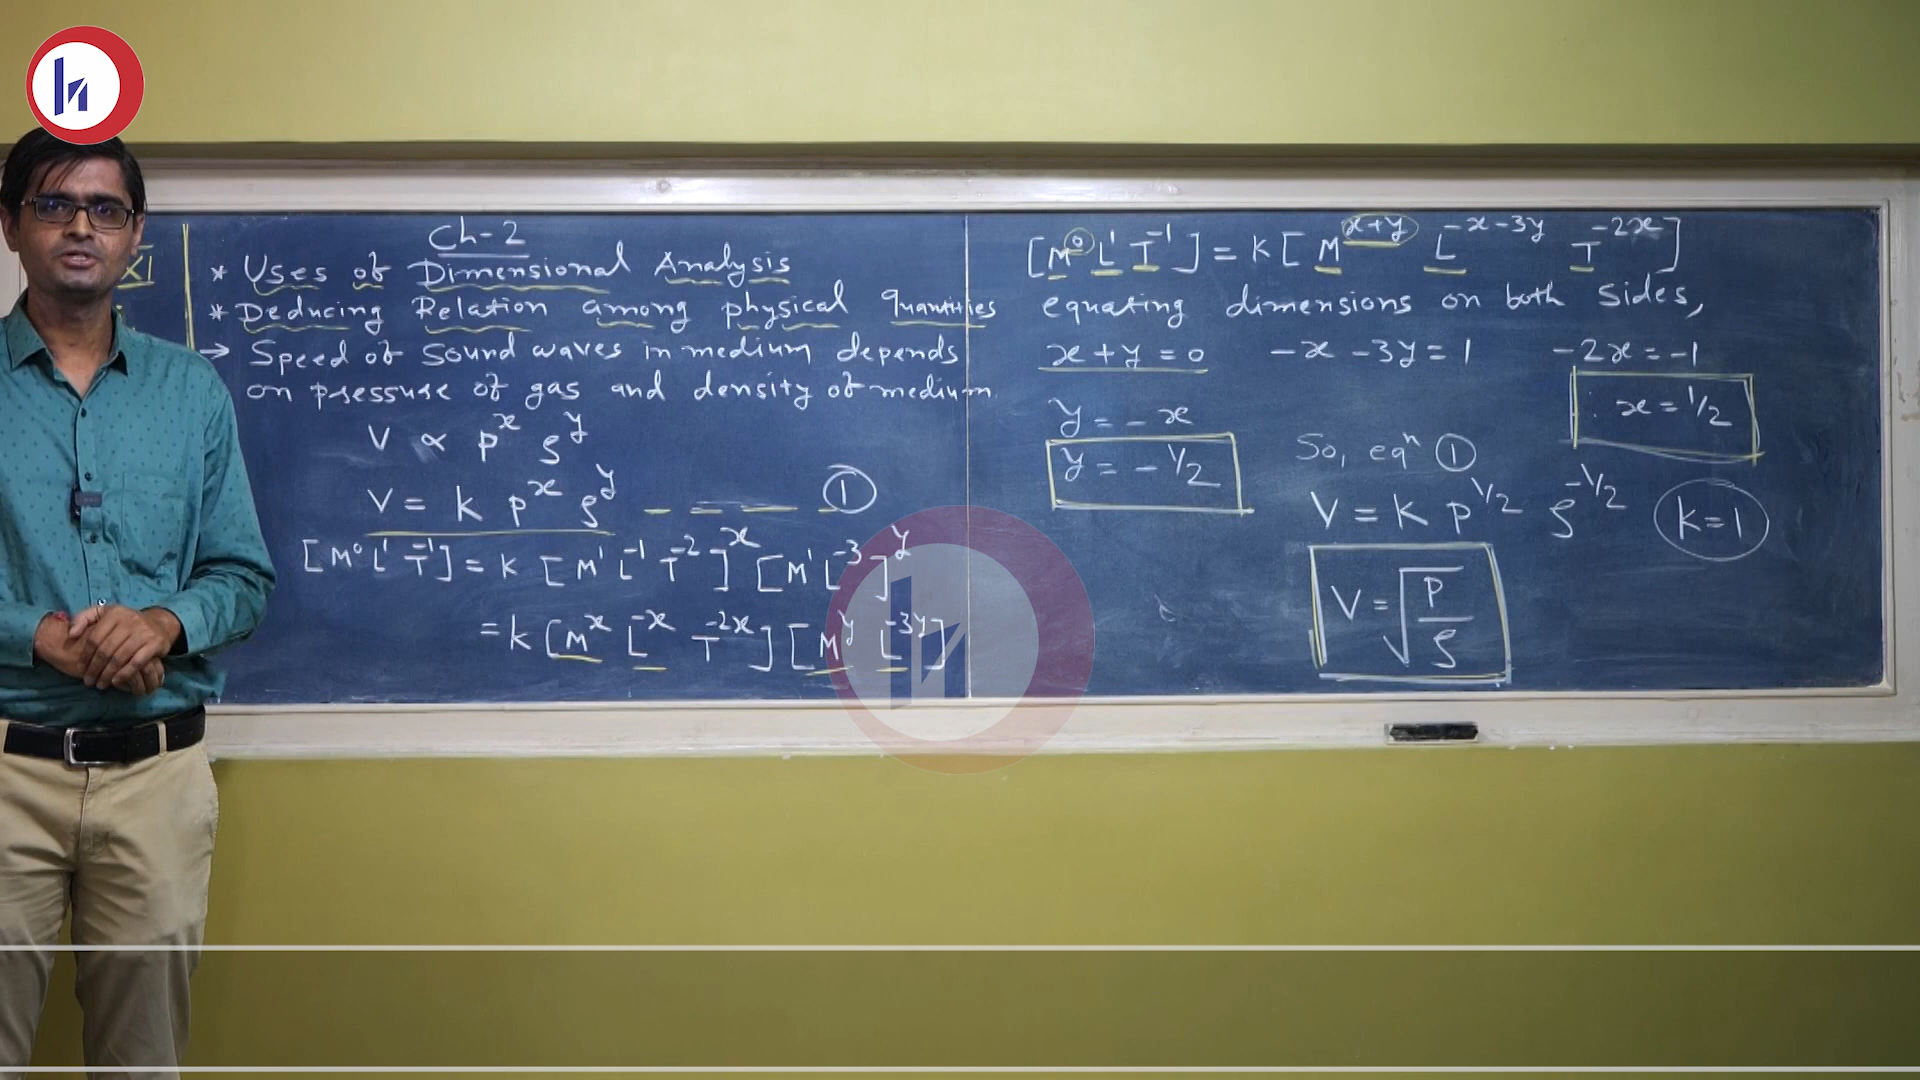 XI
Ch-2
* Uses of Dimensional Analysis
* Deducing Relation among physical Quantities
→ Speed of Sound waves in medium depends
on pressure of gas and density of medium.
V ∝ P^x ρ^y
V = K P^x ρ^y — — — — ①
[M⁰ L¹ T⁻¹] = K [M¹ L⁻¹ T⁻²]^x [M¹ L⁻³]^y
= K [M^x L^-x T^-2x] [M^y L^-3y]
[M⁰ L¹ T⁻¹] = K [M^x+y L^-x-3y T^-2x]
equating dimensions on both Sides,
x + y = 0 -x - 3y = 1 -2x = -1
x = 1/2
y = - x
y = - 1/2
So, eqⁿ ①
V = K P^1/2 ρ^-1/2 K=1
V = √P/ρ